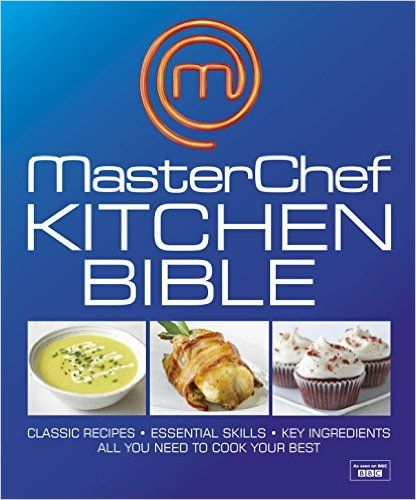 m
MasterChef
KITCHEN
BIBLE
CLASSIC RECIPES • ESSENTIAL SKILLS • KEY INGREDIENTS
ALL YOU NEED TO COOK YOUR BEST
As seen on BBC
BBC